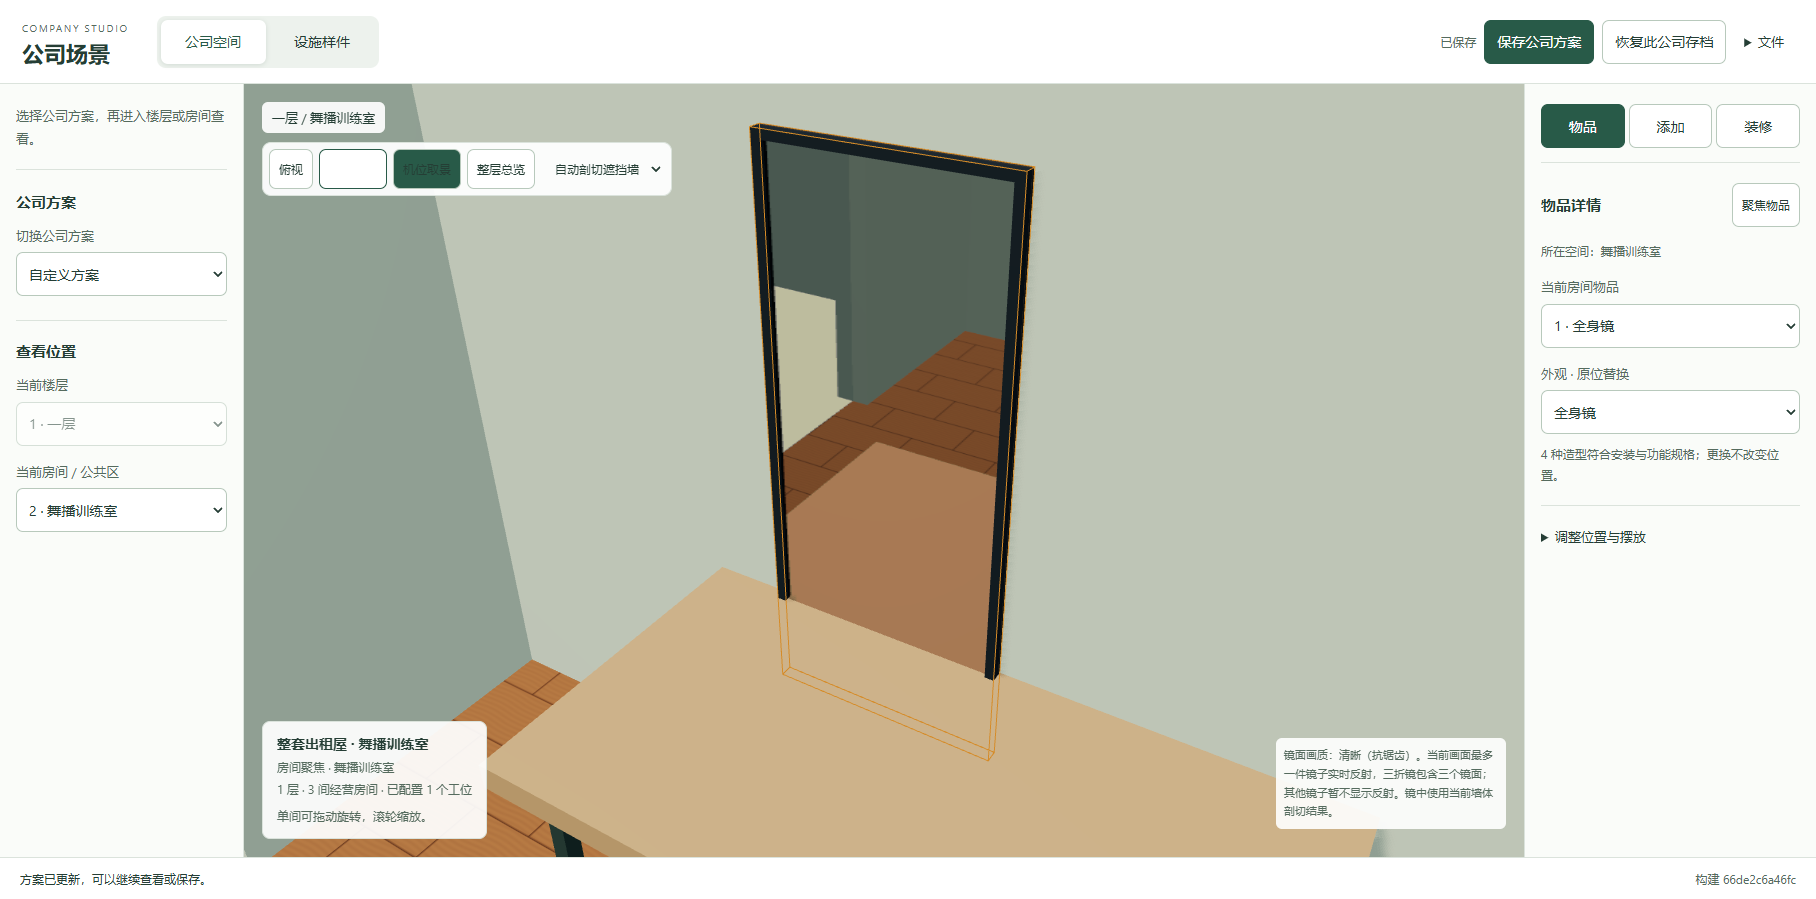 COMPANY STUDIO
公司场景
公司空间
设施样件
已保存
保存公司方案
恢复此公司存档
▶ 文件
选择公司方案，再进入楼层或房间查看。
公司方案
切换公司方案
自定义方案
查看位置
当前楼层
1 · 一层
当前房间 / 公共区
2 · 舞播训练室
一层 / 舞播训练室
俯视
机位取景
整层总览
自动剖切遮挡墙
整套出租屋 · 舞播训练室
房间聚焦 · 舞播训练室
1 层 · 3 间经营房间 · 已配置 1 个工位
单间可拖动旋转，滚轮缩放。
镜面画质：清晰（抗锯齿）。当前画面最多
一件镜子实时反射，三折镜包含三个镜面；
其他镜子暂不显示反射。镜中使用当前墙体
剖切结果。
物品
添加
装修
物品详情
聚焦物品
所在空间：舞播训练室
当前房间物品
1 · 全身镜
外观 · 原位替换
全身镜
4 种造型符合安装与功能规格；更换不改变位置。
▶ 调整位置与摆放
方案已更新，可以继续查看或保存。
构建 66de2c6a46fc